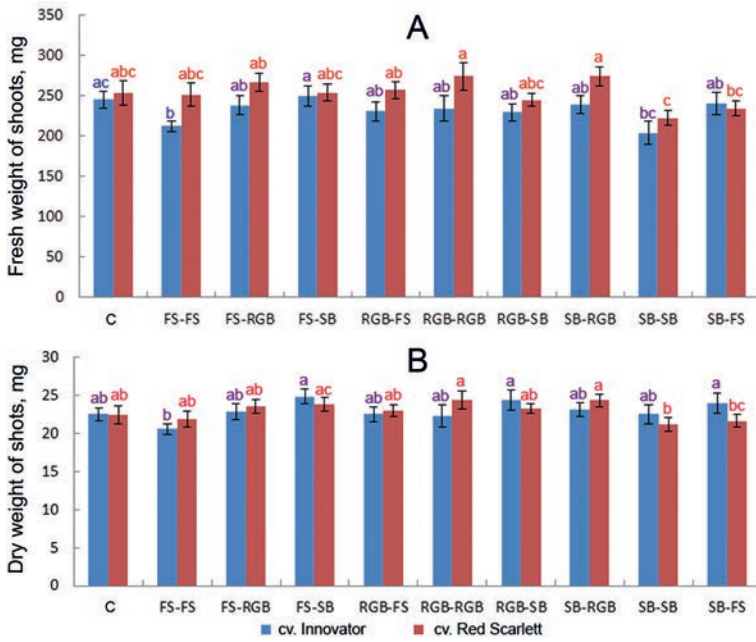 A
Fresh weight of shoots, mg
300
250
200
150
100
50
0
ac abc b abc ab ab a abc ab ab ab a ab abc ab a bc c ab bc
C FS-FS FS-RGB FS-SB RGB-FS RGB-RGB RGB-SB SB-RGB SB-SB SB-FS
B
Dry weight of shots, mg
30
25
20
15
10
5
0
ab ab b ab ab ab a ac ab ab ab a a ab ab a ab b a bc
C FS-FS FS-RGB FS-SB RGB-FS RGB-RGB RGB-SB SB-RGB SB-SB SB-FS
cv. Innovator cv. Red Scarlett